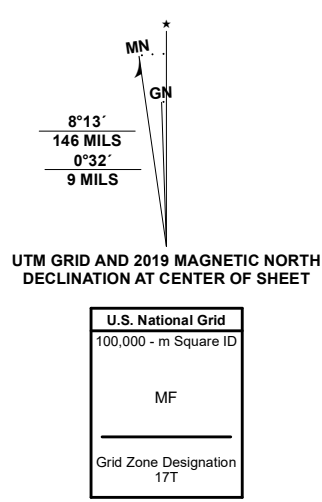 ★
MN
GN
8°13´
146 MILS
0°32´
9 MILS
UTM GRID AND 2019 MAGNETIC NORTH
DECLINATION AT CENTER OF SHEET
U.S. National Grid
100,000 - m Square ID
MF
Grid Zone Designation
17T